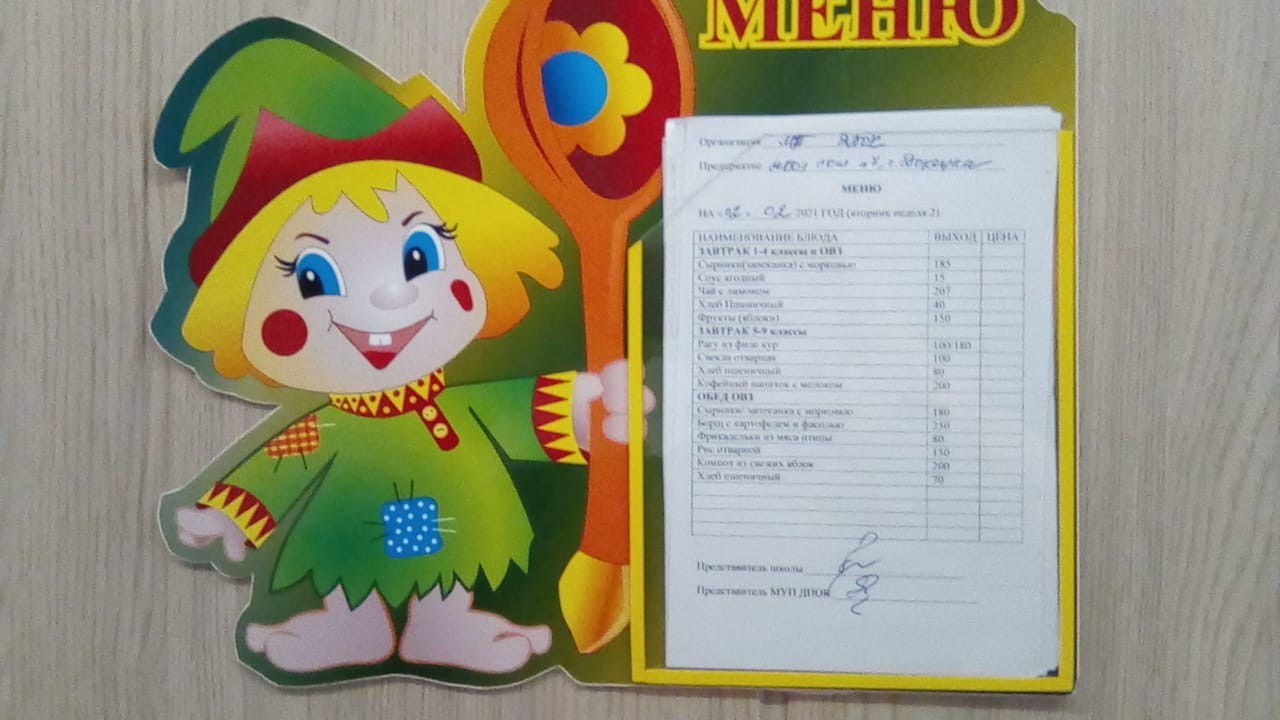 МЕНЮ
Организация
Предприятие
МЕНЮ
НА «02» 02 2021 ГОД (вторник неделя 2)
НАИМЕНОВАНИЕ БЛЮДА ВЫХОД ЦЕНА
ЗАВТРАК 1-4 классы и ОВЗ
Сырники(запеканка) с морковью 185
Соус ягодный 15
Чай с лимоном 207
Хлеб Пшеничный 40
Фрукты (яблоки) 150
ЗАВТРАК 5-9 классы
Рагу из филе кур 100/180
Свекла отварная 100
Хлеб пшеничный 80
Кофейный напиток с молоком 200
ОБЕД ОВЗ
Сырники/ запеканка с морковью 180
Борщ с картофелем и фасолью 250
Фрикадельки из мяса птицы 80
Рис отварной 150
Компот из свежих яблок 200
Хлеб пшеничный 70
Представитель школы
Представитель МУП ДПОК